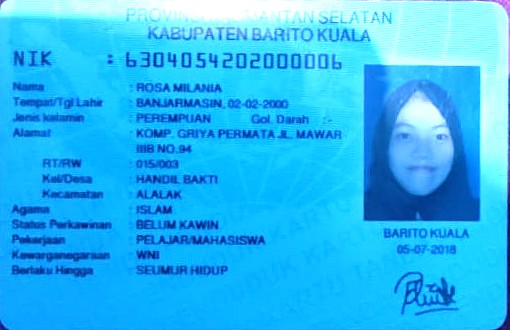 PROVINSI KALIMANTAN SELATAN
KABUPATEN BARITO KUALA
NIK : 6304054202000006
Nama : ROSA MILANIA
Tempat/Tgl Lahir : BANJARMASIN, 02-02-2000
Jenis kelamin : PEREMPUAN Gol. Darah :-
Alamat : KOMP. GRIYA PERMATA JL. MAWAR
IIIB NO.94
RT/RW : 015/003
Kel/Desa : HANDIL BAKTI
Kecamatan : ALALAK
Agama : ISLAM
Status Perkawinan : BELUM KAWIN
Pekerjaan : PELAJAR/MAHASISWA
Kewarganegaraan : WNI
Berlaku Hingga : SEUMUR HIDUP
BARITO KUALA
05-07-2018